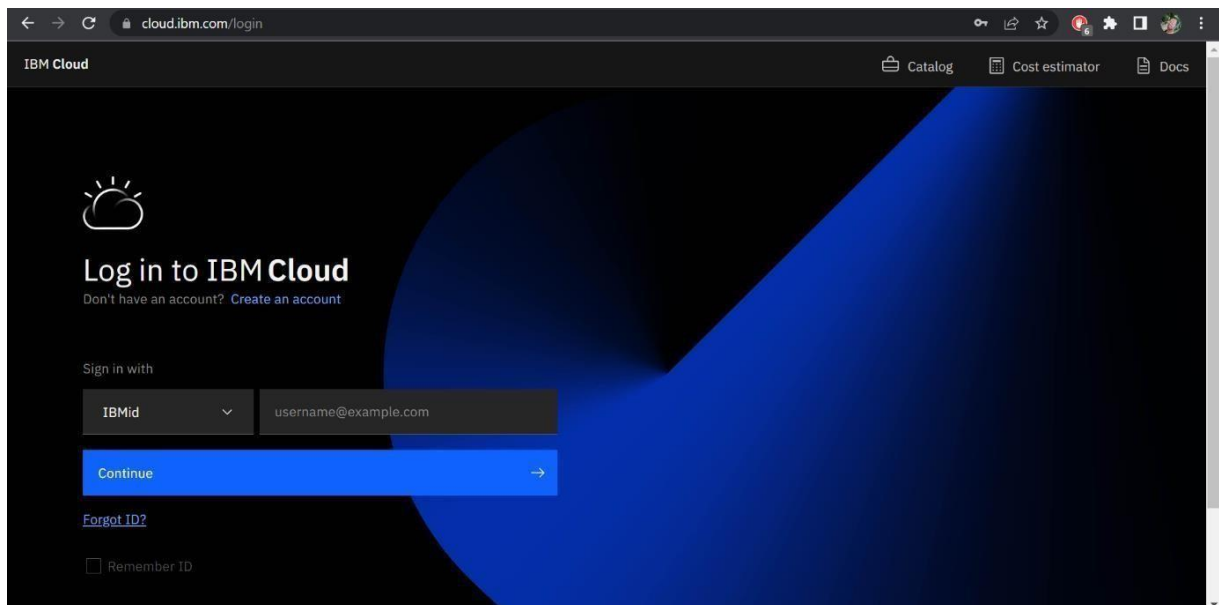 cloud.ibm.com/login
6
IBM Cloud
Catalog
Cost estimator
Docs
Log in to IBM Cloud
Don't have an account? Create an account
Sign in with
IBMid
username@example.com
Continue
Forgot ID?
Remember ID